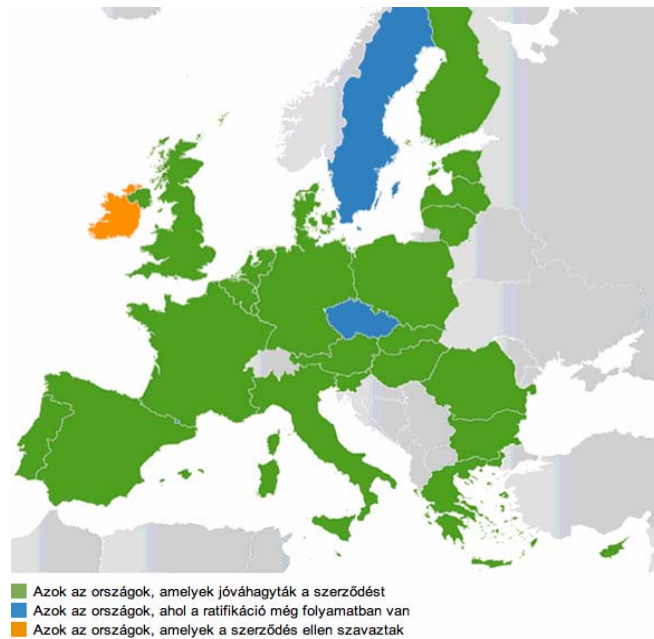 Azok az országok, amelyek jóváhagyták a szerződést
Azok az országok, ahol a ratifikáció még folyamatban van
Azok az országok, amelyek a szerződés ellen szavaztak